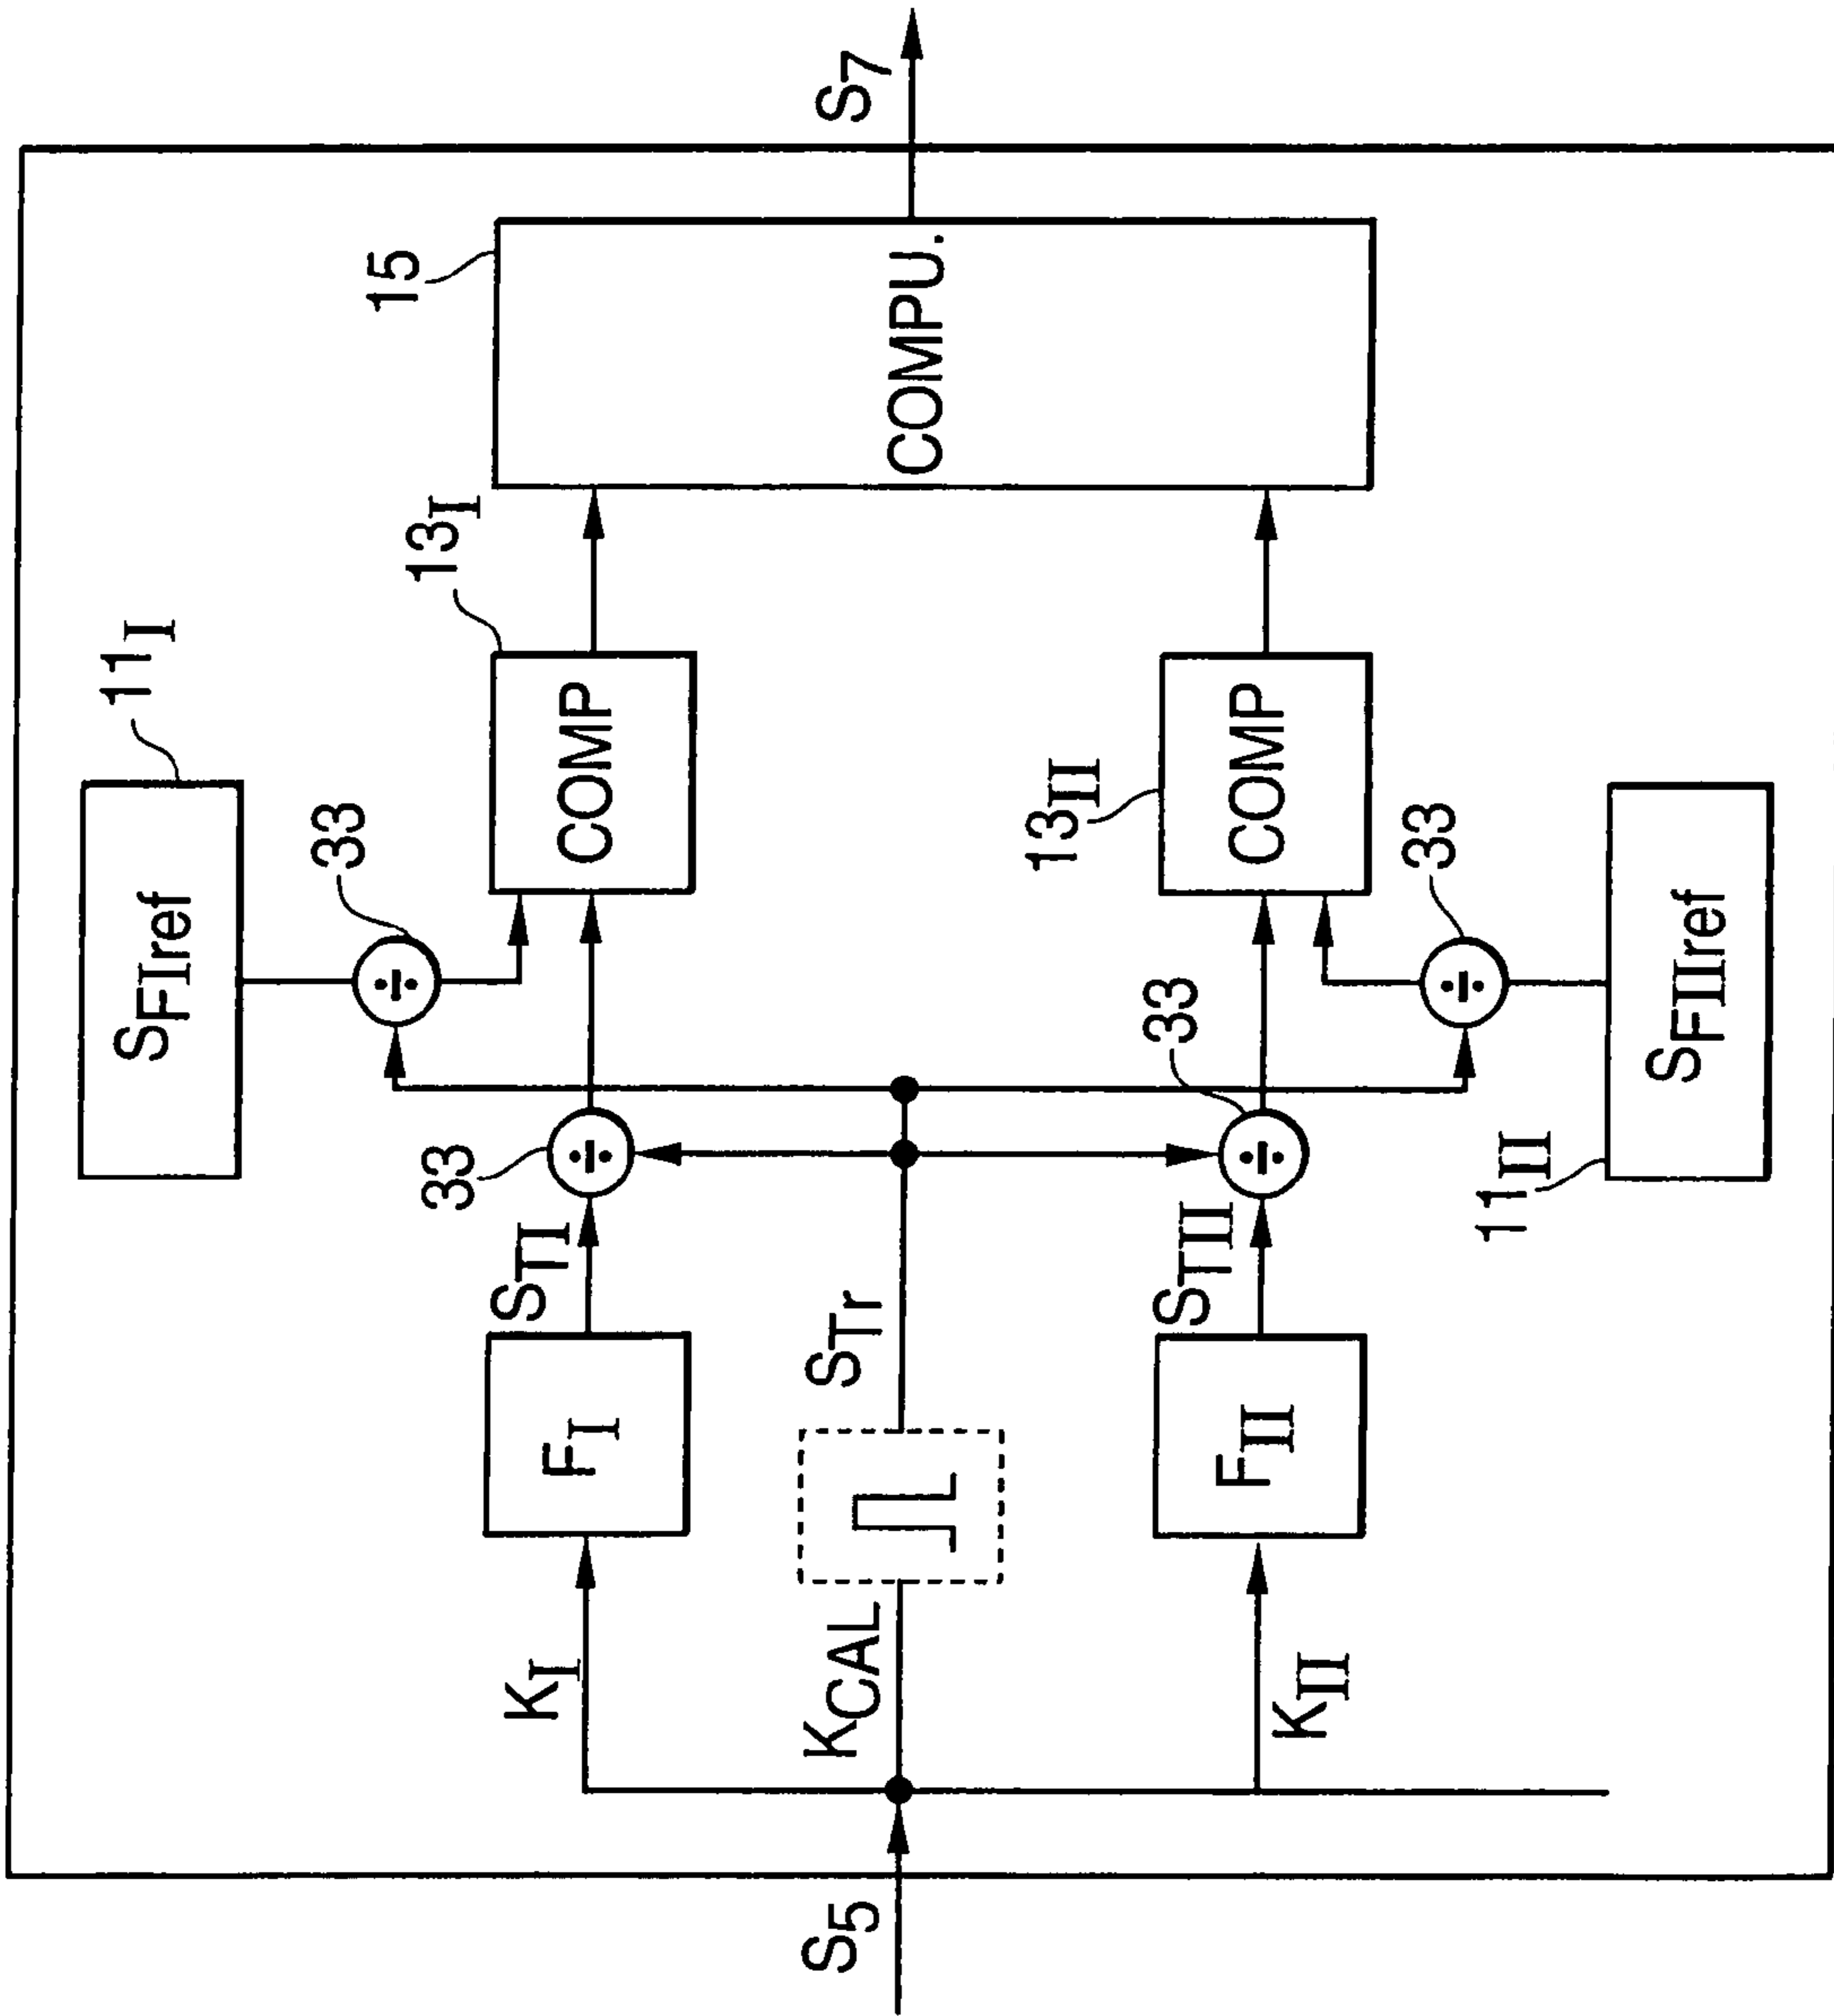 S5
KI
KCAL
KII
FI
FII
STI
STr
STII
33
33
33
33
SFIref
11I
SFIIref
11II
COMP
13I
COMP
13II
COMPU.
15
S7
÷
÷
÷
÷